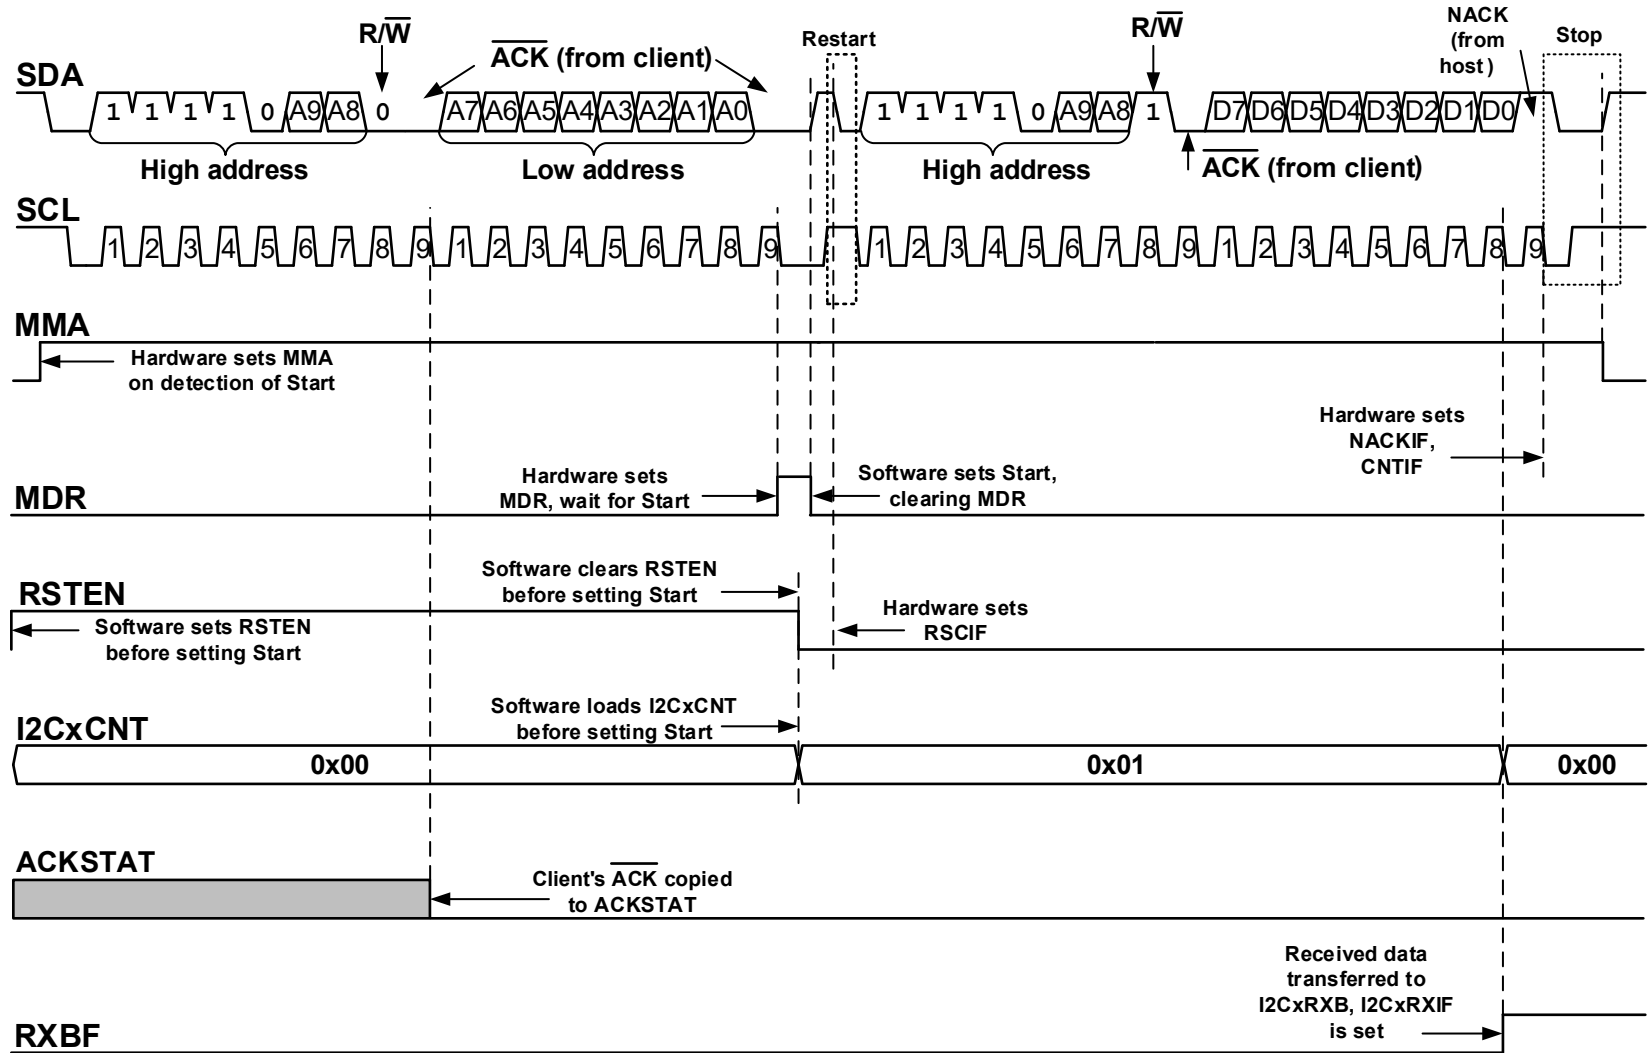 R/W
ACK (from client)
Restart
R/W
NACK
(from
host )
Stop
SDA
1 1 1 1 0 A9 A8 0 A7 A6 A5 A4 A3 A2 A1 A0 1 1 1 1 0 A9 A8 1 D7 D6 D5 D4 D3 D2 D1 D0
High address
Low address
High address
ACK (from client)
SCL
1 2 3 4 5 6 7 8 9 1 2 3 4 5 6 7 8 9 1 2 3 4 5 6 7 8 9 1 2 3 4 5 6 7 8 9
MMA
Hardware sets MMA
on detection of Start
Hardware sets
NACKIF,
CNTIF
MDR
Hardware sets
MDR, wait for Start
Software sets Start,
clearing MDR
RSTEN
Software sets RSTEN
before setting Start
Software clears RSTEN
before setting Start
Hardware sets
RSCIF
I2CxCNT
Software loads I2CxCNT
before setting Start
0x00
0x01
0x00
ACKSTAT
Client's ACK copied
to ACKSTAT
Received data
transferred to
I2CxRXB, I2CxRXIF
is set
RXBF